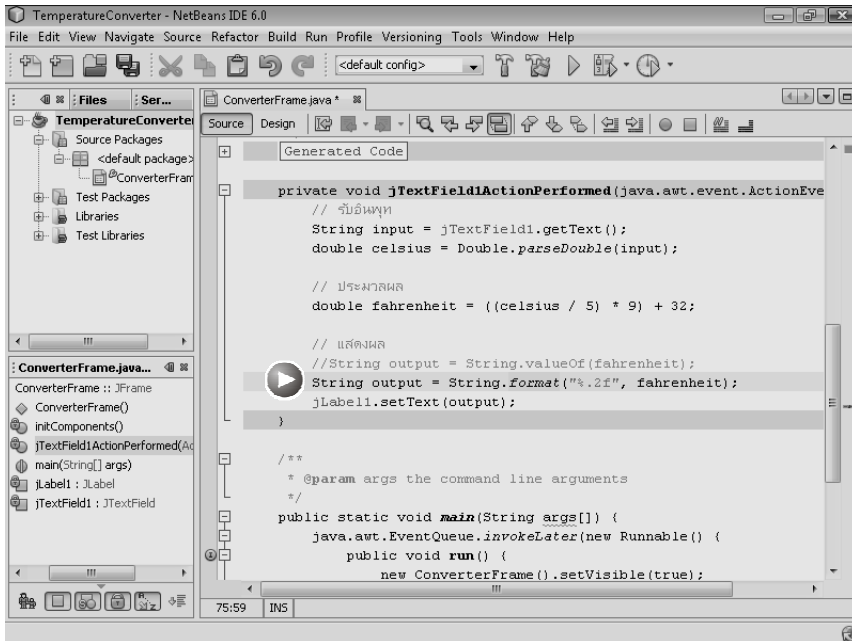 TemperatureConverter - NetBeans IDE 6.0
File Edit View Navigate Source Refactor Build Run Profile Versioning Tools Window Help
<default config>
Files
Ser...
TemperatureConverter
Source Packages
<default package>
ConverterFram
Test Packages
Libraries
Test Libraries
ConverterFrame.java *
Source Design
Generated Code
private void jTextField1ActionPerformed(java.awt.event.ActionEve
// รับอินพุท
String input = jTextField1.getText();
double celsius = Double.parseDouble(input);
// ประมวลผล
double fahrenheit = ((celsius / 5) * 9) + 32;
// แสดงผล
//String output = String.valueOf(fahrenheit);
String output = String.format("%.2f", fahrenheit);
jLabel1.setText(output);
}
/**
* @param args the command line arguments
*/
public static void main(String args[]) {
java.awt.EventQueue.invokeLater(new Runnable() {
public void run() {
new ConverterFrame().setVisible(true);
75:59 INS
ConverterFrame.java...
ConverterFrame :: JFrame
ConverterFrame()
initComponents()
jTextField1ActionPerformed(Ac
main(String[] args)
jLabel1 : JLabel
jTextField1 : JTextField